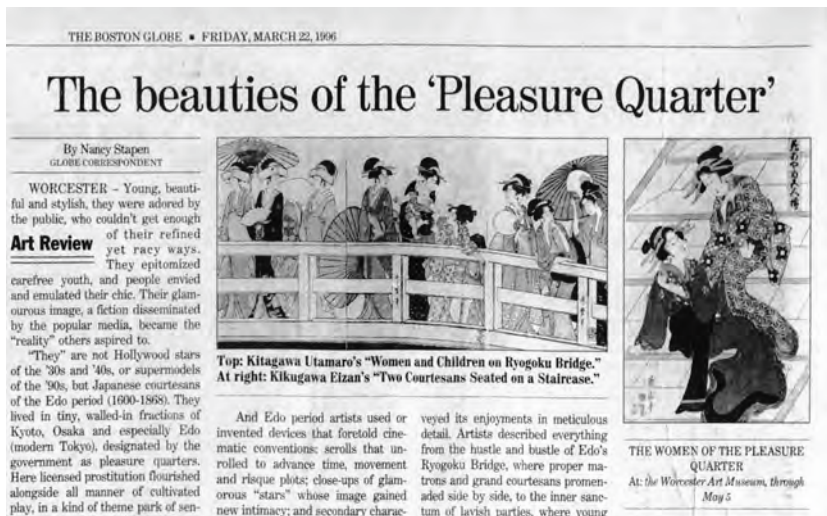 THE BOSTON GLOBE • FRIDAY, MARCH 22, 1996
The beauties of the ‘Pleasure Quarter’
By Nancy Stapen
GLOBE CORRESPONDENT
WORCESTER – Young, beauti-
ful and stylish, they were adored by
the public, who couldn't get enough
Art Review
of their refined
yet racy ways.
They epitomized
carefree youth, and people envied
and emulated their chic. Their glam-
ourous image, a fiction disseminated
by the popular media, became the
“reality” others aspired to.
“They” are not Hollywood stars
of the '30s and '40s, or supermodels
of the '90s, but Japanese courtesans
of the Edo period (1600-1868). They
lived in tiny, walled-in fractions of
Kyoto, Osaka and especially Edo
(modern Tokyo), designated by the
government as pleasure quarters.
Here licensed prostitution flourished
alongside all manner of cultivated
play, in a kind of theme park of sen-
Top: Kitagawa Utamaro's “Women and Children on Ryogoku Bridge.”
At right: Kikugawa Eizan's “Two Courtesans Seated on a Staircase.”
And Edo period artists used or
invented devices that foretold cine-
matic conventions: scrolls that un-
rolled to advance time, movement
and risque plots; close-ups of glam-
orous “stars” whose image gained
new intimacy; and secondary charac-
veyed its enjoyments in meticulous
detail. Artists described everything
from the hustle and bustle of Edo's
Ryogoku Bridge, where proper ma-
trons and grand courtesans promen-
aded side by side, to the inner sanc-
tum of lavish parties, where young
THE WOMEN OF THE PLEASURE
QUARTER
At: the Worcester Art Museum, through
May 5